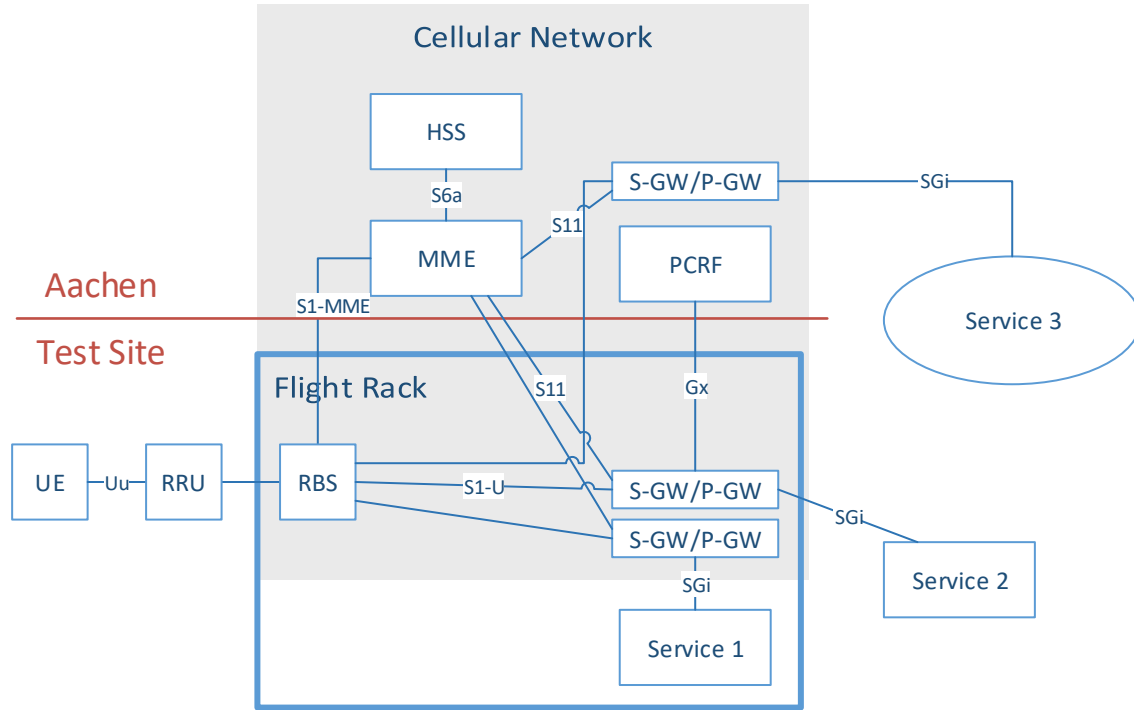 Cellular Network
HSS
S6a
S-GW/P-GW
SGi
S11
MME
PCRF
Aachen
S1-MME
Service 3
Test Site
Flight Rack
S11
Gx
UE
Uu
RRU
RBS
S1-U
S-GW/P-GW
SGi
S-GW/P-GW
SGi
Service 2
Service 1